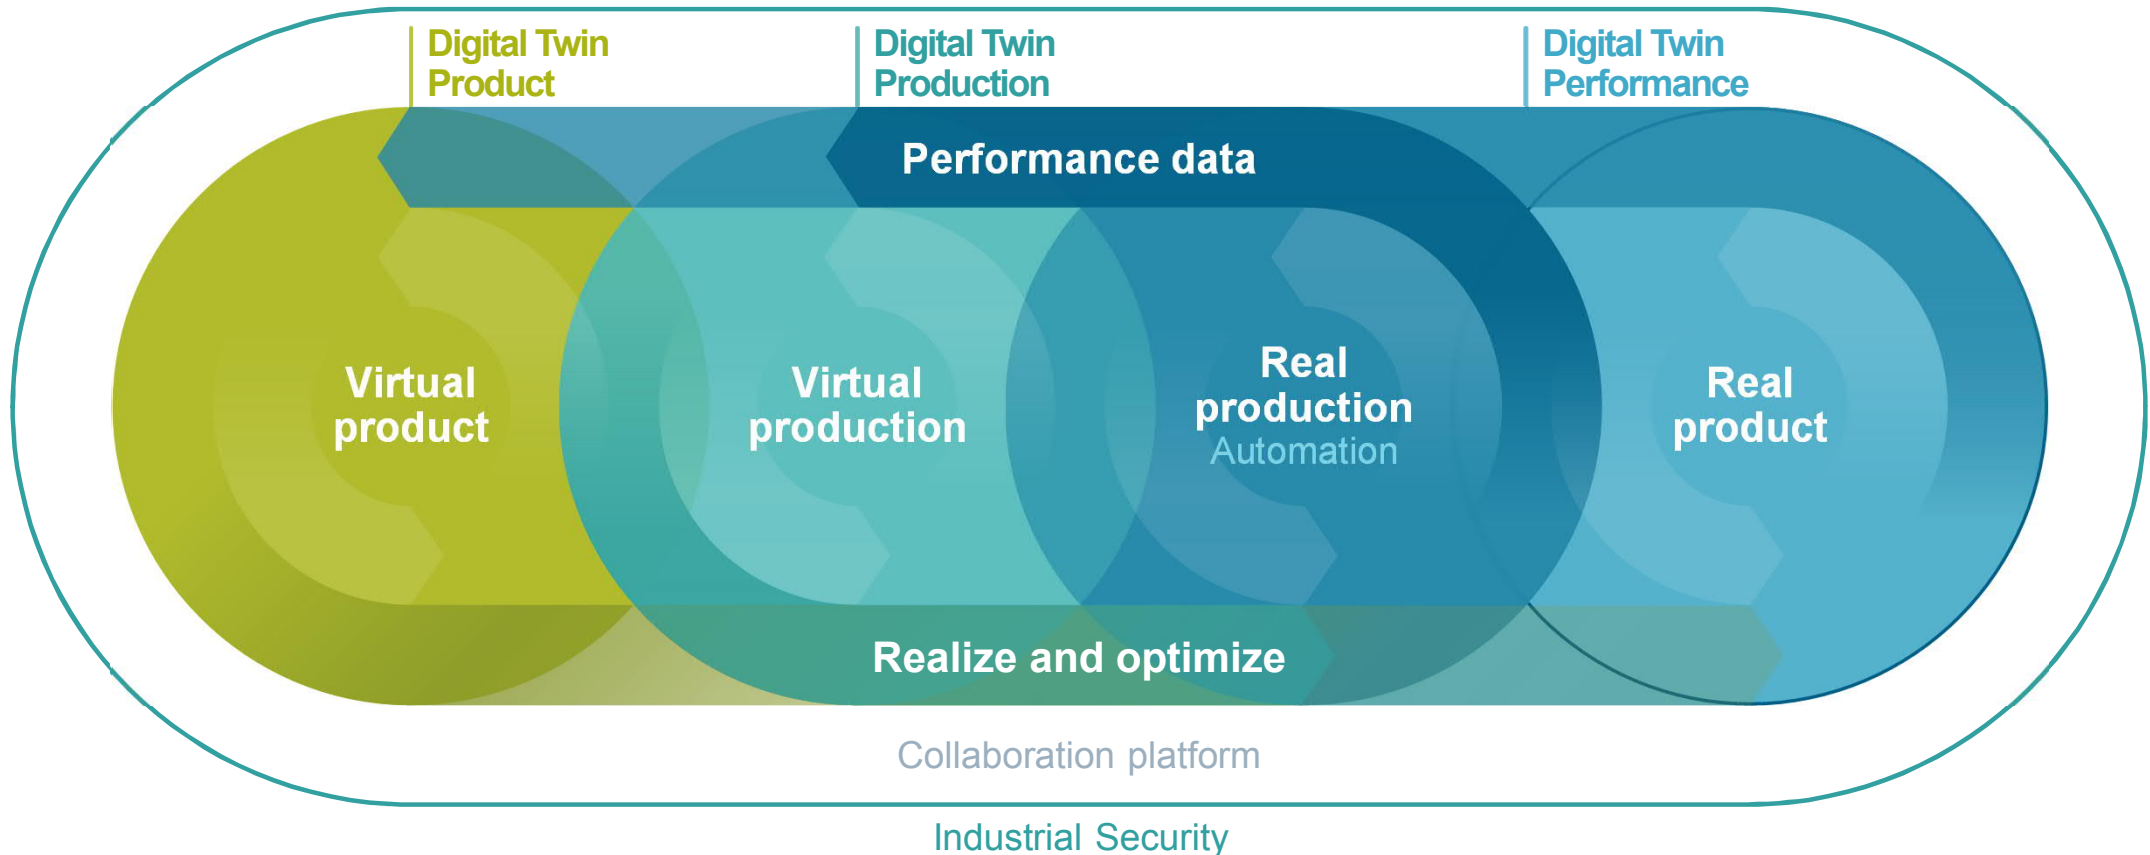 Digital Twin
Product
Digital Twin
Production
Digital Twin
Performance
Performance data
Virtual
product
Virtual
production
Real
production
Automation
Real
product
Realize and optimize
Collaboration platform
Industrial Security